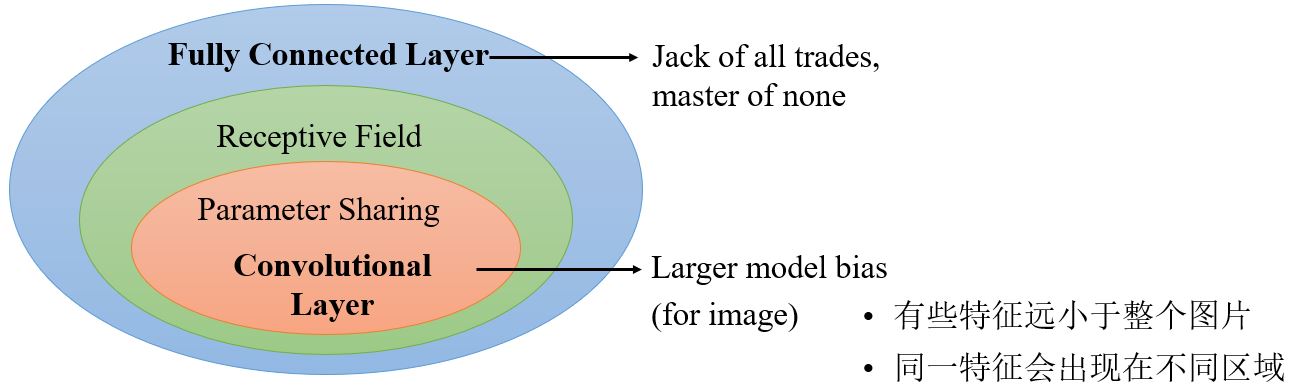 Fully Connected Layer
Jack of all trades,
master of none
Receptive Field
Parameter Sharing
Convolutional
Layer
Larger model bias
(for image)
• 有些特征远小于整个图片
• 同一特征会出现在不同区域